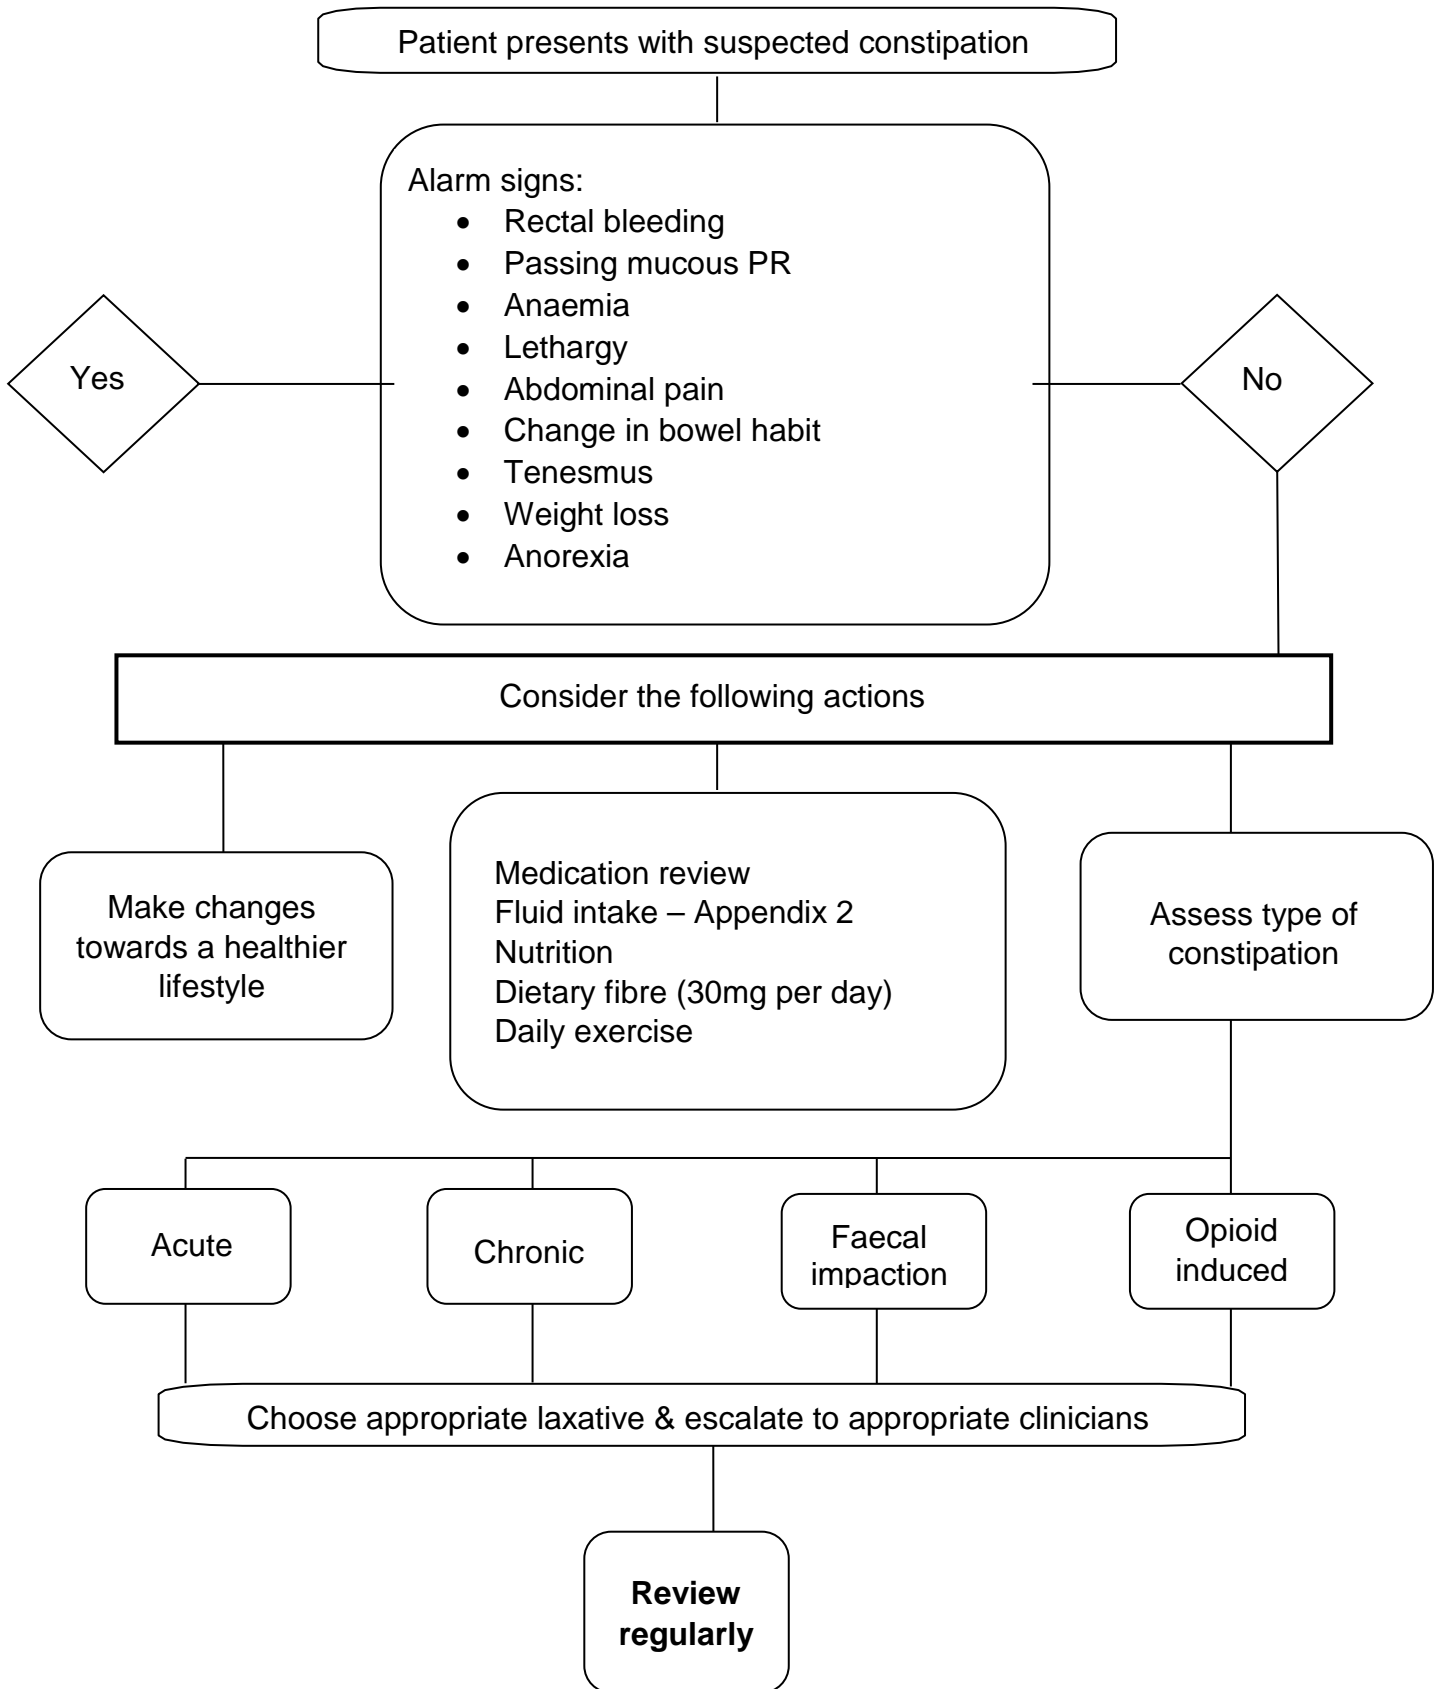 Patient presents with suspected constipation
Alarm signs:
• Rectal bleeding
• Passing mucous PR
• Anaemia
• Lethargy
• Abdominal pain
• Change in bowel habit
• Tenesmus
• Weight loss
• Anorexia
Yes
No
Consider the following actions
Make changes
towards a healthier
lifestyle
Medication review
Fluid intake – Appendix 2
Nutrition
Dietary fibre (30mg per day)
Daily exercise
Assess type of
constipation
Acute
Chronic
Faecal
impaction
Opioid
induced
Choose appropriate laxative & escalate to appropriate clinicians
Review
regularly